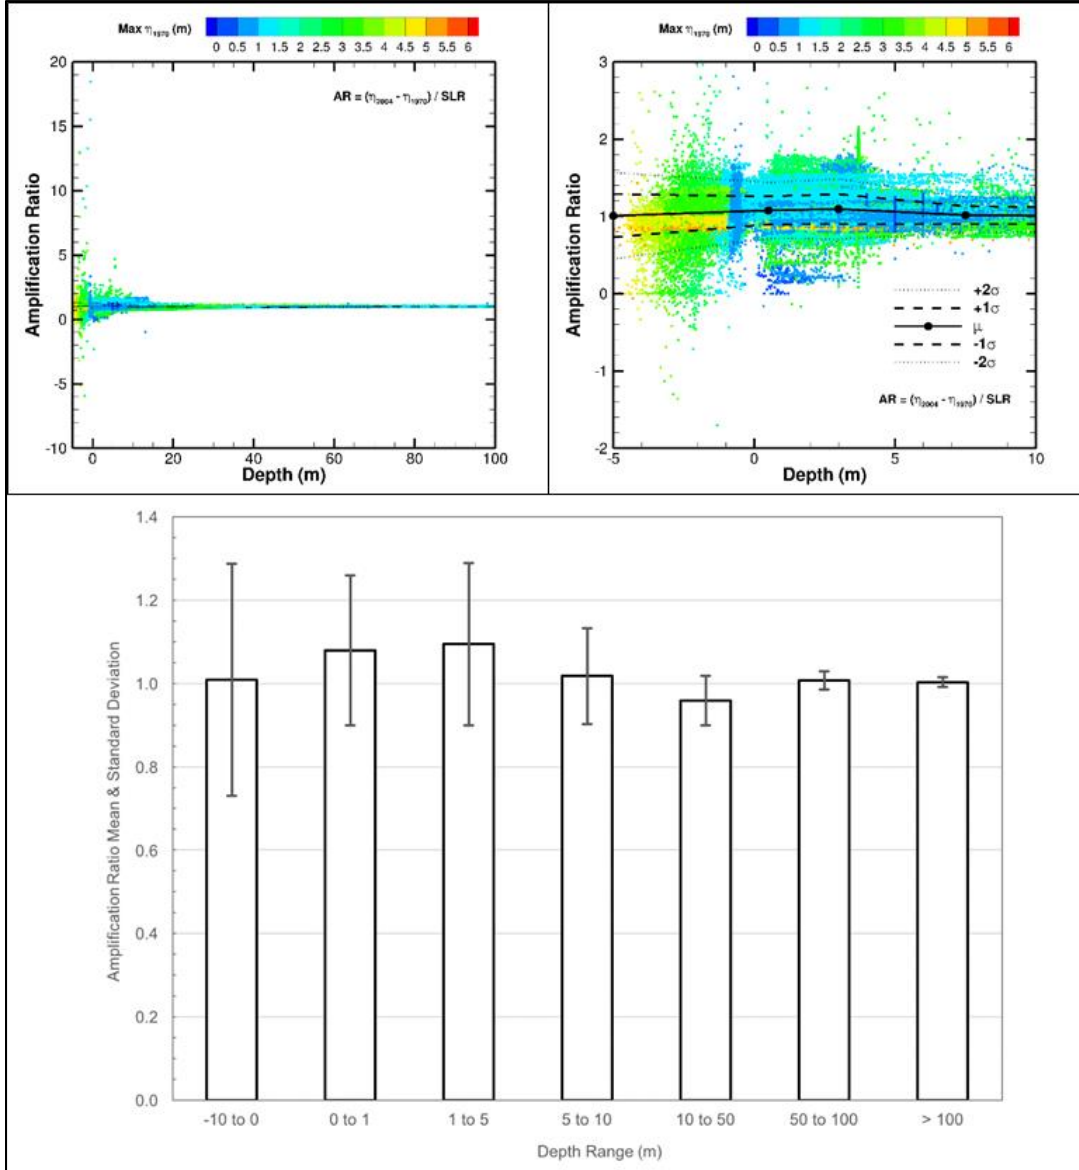 Max η1970 (m)
0 0.5 1 1.5 2 2.5 3 3.5 4 4.5 5 5.5 6
20
15
10
5
0
-5
-10
AR = (η2004 - η1970) / SLR
Amplification Ratio
0 20 40 60 80 100
Depth (m)
Max η1970 (m)
0 0.5 1 1.5 2 2.5 3 3.5 4 4.5 5 5.5 6
3
2
1
0
-1
-2
Amplification Ratio
+2σ
+1σ
μ
-1σ
-2σ
AR = (η2004 - η1970) / SLR
-5 0 5 10
Depth (m)
1.4
1.2
1.0
0.8
0.6
0.4
0.2
0.0
Amplification Ratio Mean & Standard Deviation
-10 to 0 0 to 1 1 to 5 5 to 10 10 to 50 50 to 100 > 100
Depth Range (m)